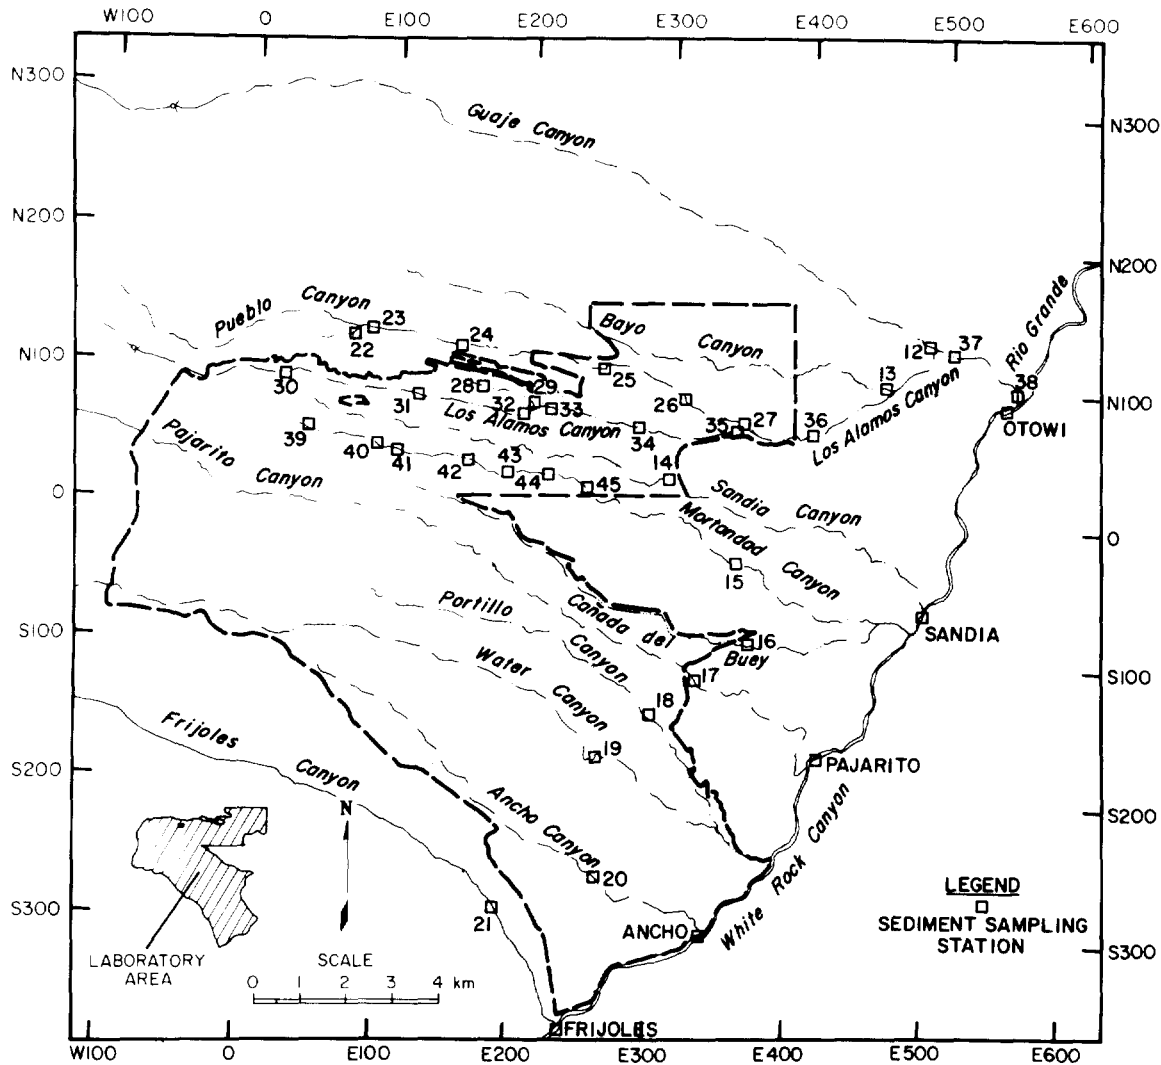 W100 0 E100 E200 E300 E400 E500 E600
N300
N300
Guaje Canyon
N200
N200
Rio Grande
Pueblo Canyon
23
22
24
Bayo Canyon
N100
25
12
37
13
38
N100
OTOWI
30
31
28
29
32
33
26
27
35
36
34
Los Alamos Canyon
Los Alamos Canyon
39
40
41
42
43
44
45
14
Pajarito Canyon
0
Sandia Canyon
Mortandad Canyon
0
15
Portillo Canyon
Cañada del Buey
16
S100
SANDIA
Water Canyon
17
S100
18
19
Frijoles Canyon
PAJARITO
S200
S200
Ancho Canyon
20
White Rock Canyon
N
21
S300
ANCHO
S300
LEGEND
SEDIMENT SAMPLING
STATION
LABORATORY
AREA
SCALE
0 1 2 3 4 km
FRIJOLES
W100 0 E100 E200 E300 E400 E500 E600